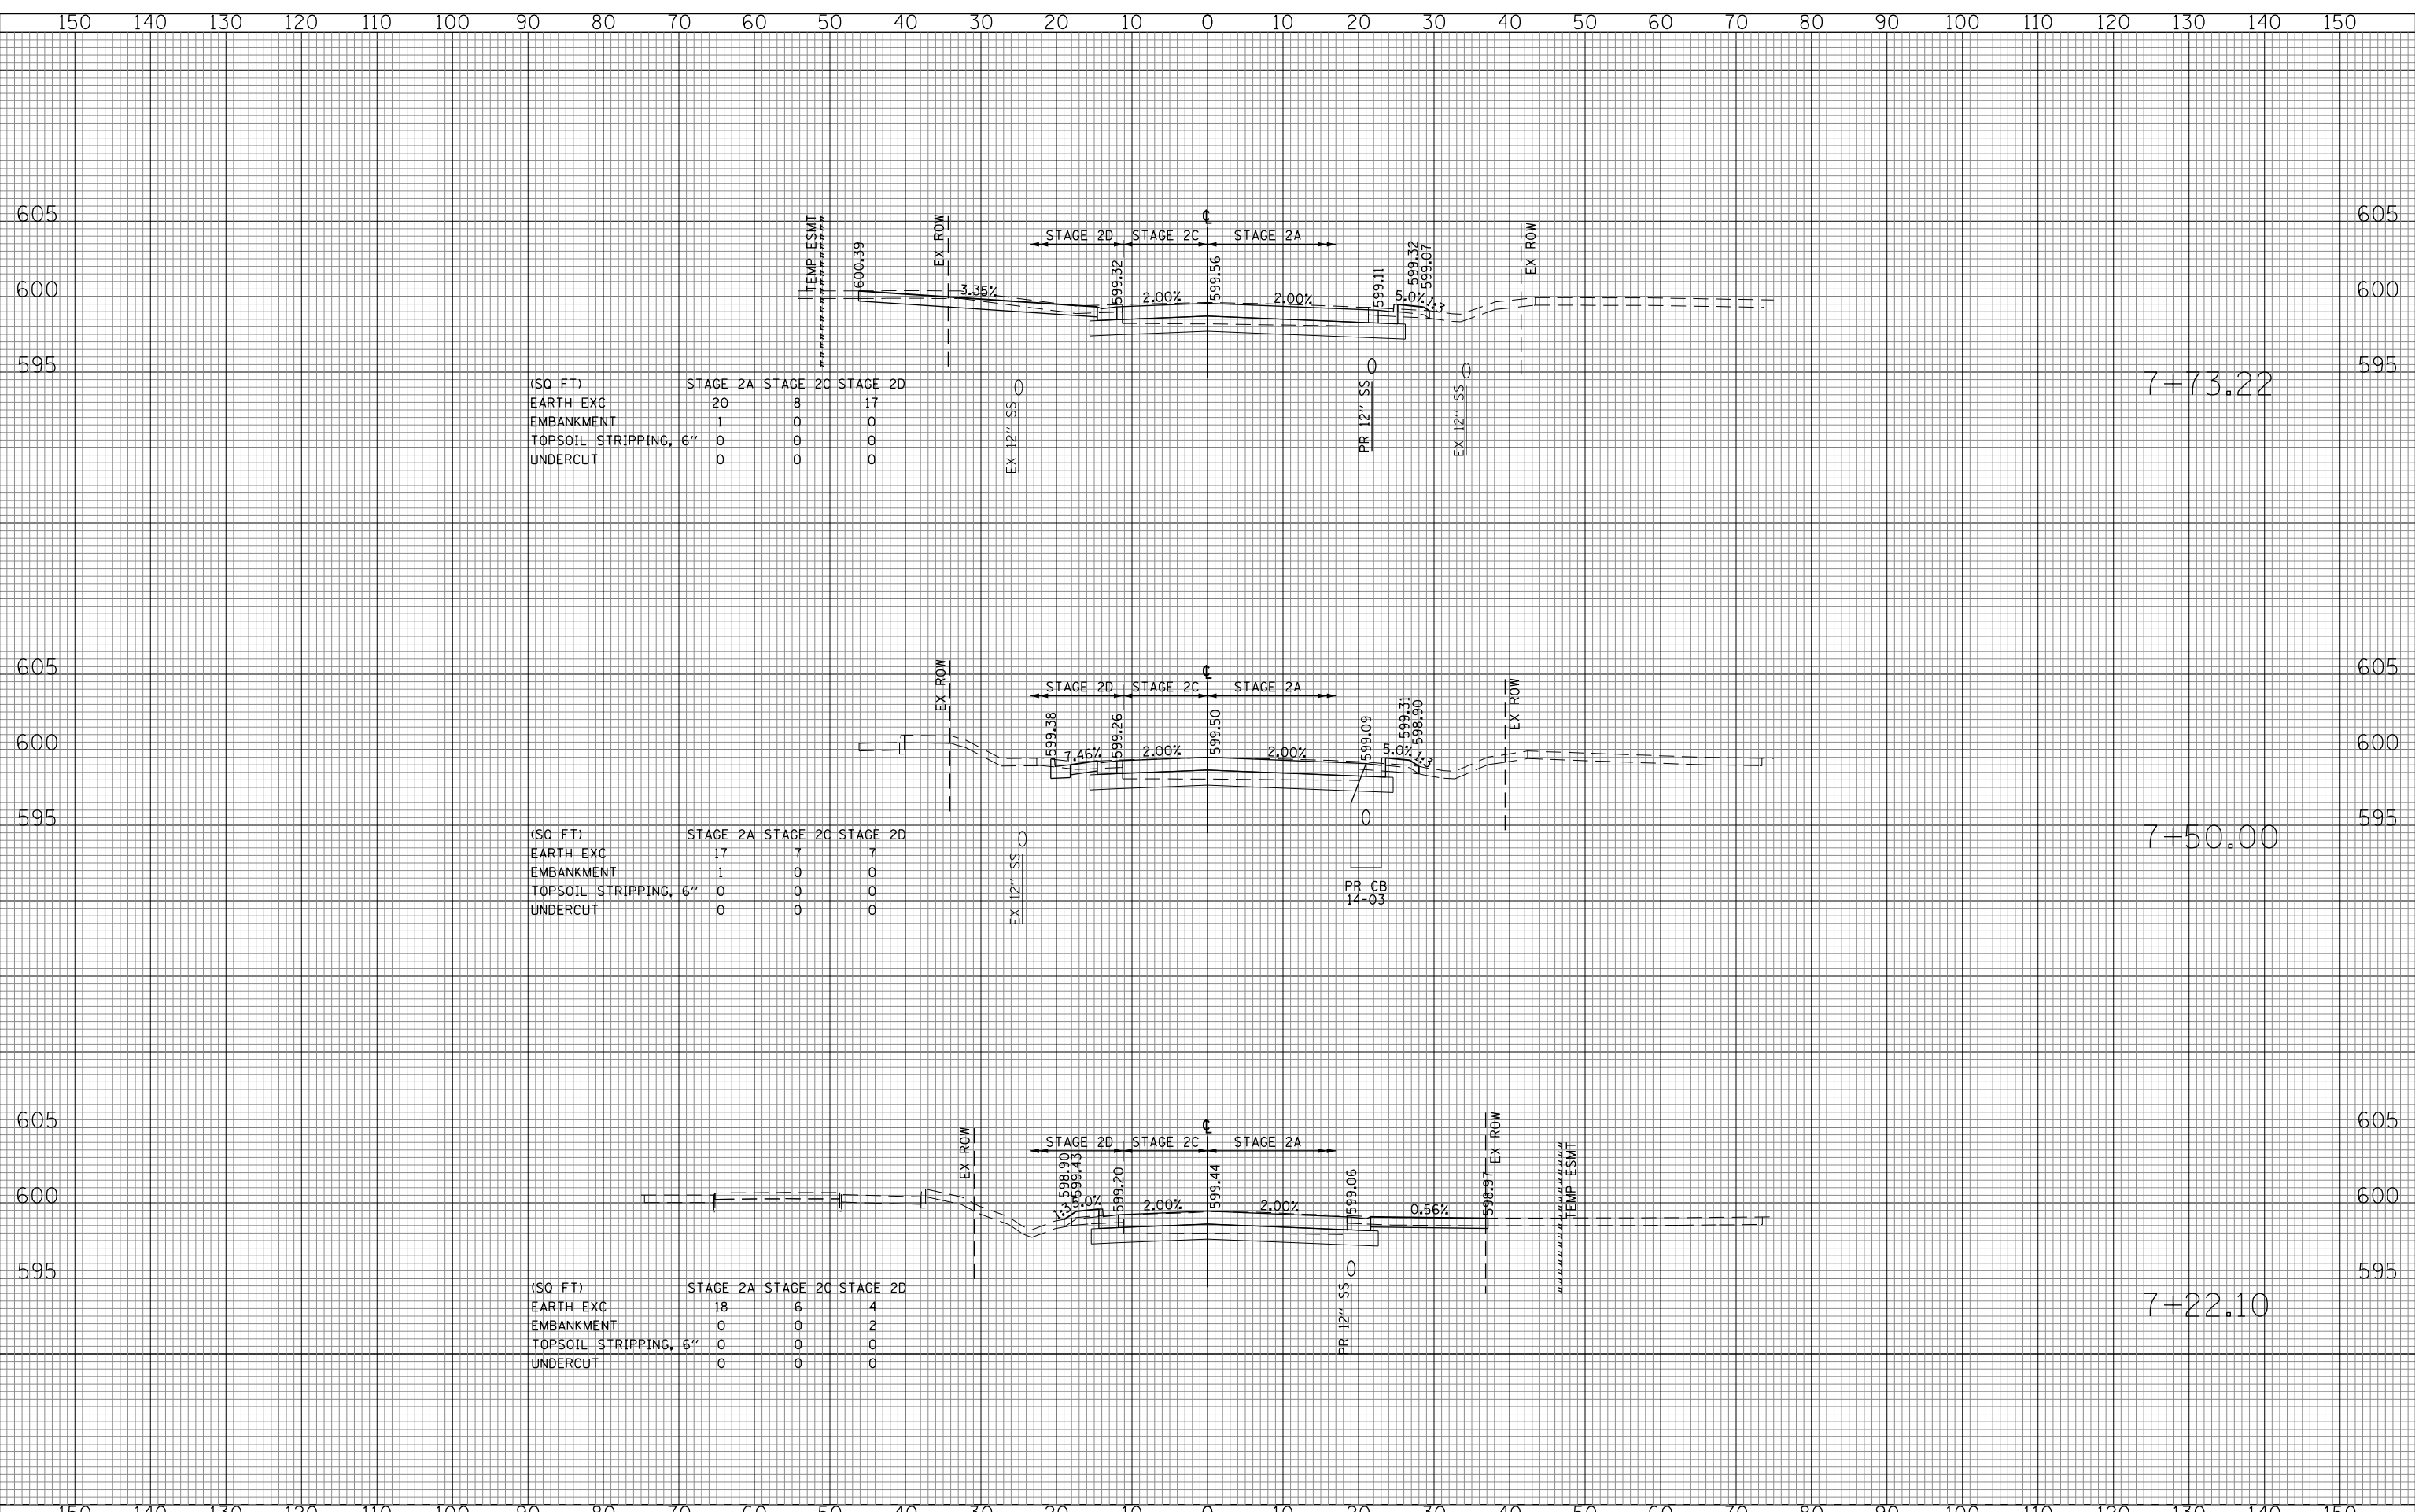 150 140 130 120 110 100 90 80 70 60 50 40 30 20 10 0 10 20 30 40 50 60 70 80 90 100 110 120 130 140 150
605 605
600 600
595 595
TEMP ESMT
600.39
EX ROW
3.35%
STAGE 2D STAGE 2C STAGE 2A
℄
599.32
2.00%
599.56
2.00%
599.11
599.32
599.07
5.0%
1:3
EX ROW
EX 12" SS
PR 12" SS
EX 12" SS
7+73.22
(SQ FT) STAGE 2A STAGE 2C STAGE 2D
EARTH EXC 20 8 17
EMBANKMENT 1 0 0
TOPSOIL STRIPPING, 6" 0 0 0
UNDERCUT 0 0 0
605 605
600 600
595 595
EX ROW
℄
STAGE 2D STAGE 2C STAGE 2A
599.38
7.46%
599.26
2.00%
599.50
2.00%
599.09
599.31
598.90
5.0%
1:3
EX ROW
EX 12" SS
PR CB
14-03
7+50.00
(SQ FT) STAGE 2A STAGE 2C STAGE 2D
EARTH EXC 17 7 7
EMBANKMENT 1 0 0
TOPSOIL STRIPPING, 6" 0 0 0
UNDERCUT 0 0 0
605 605
600 600
595 595
EX ROW
℄
STAGE 2D STAGE 2C STAGE 2A
598.90
599.43
1:3
5.0%
599.20
2.00%
599.44
2.00%
599.06
0.56%
598.97
EX ROW
TEMP ESMT
PR 12" SS
7+22.10
(SQ FT) STAGE 2A STAGE 2C STAGE 2D
EARTH EXC 18 6 4
EMBANKMENT 0 0 2
TOPSOIL STRIPPING, 6" 0 0 0
UNDERCUT 0 0 0
150 140 130 120 110 100 90 80 70 60 50 40 30 20 10 0 10 20 30 40 50 60 70 80 90 100 110 120 130 140 150